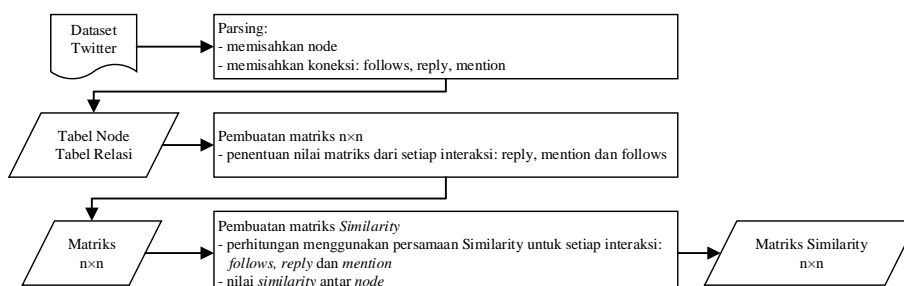 Dataset
Twitter
Parsing:
- memisahkan node
- memisahkan koneksi: follows, reply, mention
Tabel Node
Tabel Relasi
Pembuatan matriks n×n
- penentuan nilai matriks dari setiap interaksi: reply, mention dan follows
Matriks
n×n
Pembuatan matriks Similarity
- perhitungan menggunakan persamaan Similarity untuk setiap interaksi:
follows, reply dan mention
- nilai similarity antar node
Matriks Similarity
n×n